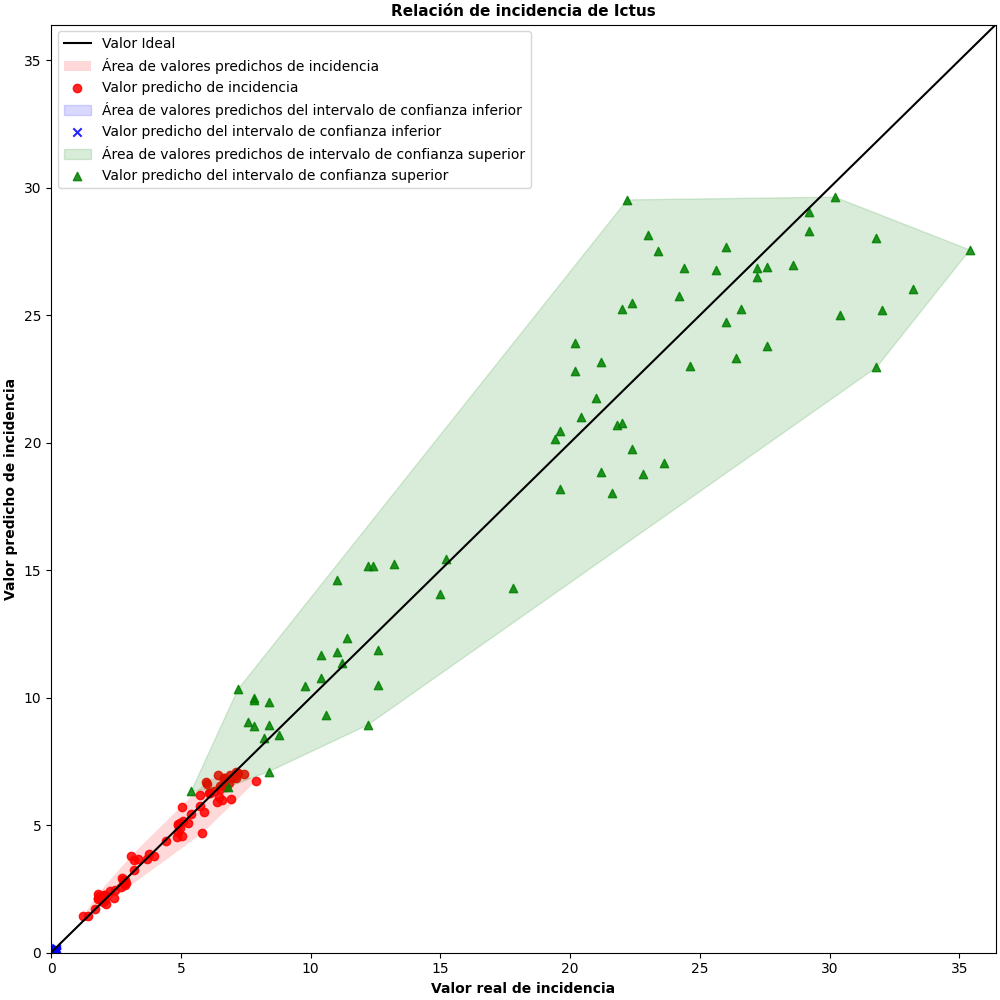 Relación de incidencia de Ictus
Valor Ideal
Área de valores predichos de incidencia
Valor predicho de incidencia
Área de valores predichos del intervalo de confianza inferior
Valor predicho del intervalo de confianza inferior
Área de valores predichos de intervalo de confianza superior
Valor predicho del intervalo de confianza superior
Valor predicho de incidencia
35
30
25
20
15
10
5
0
0 5 10 15 20 25 30 35
Valor real de incidencia